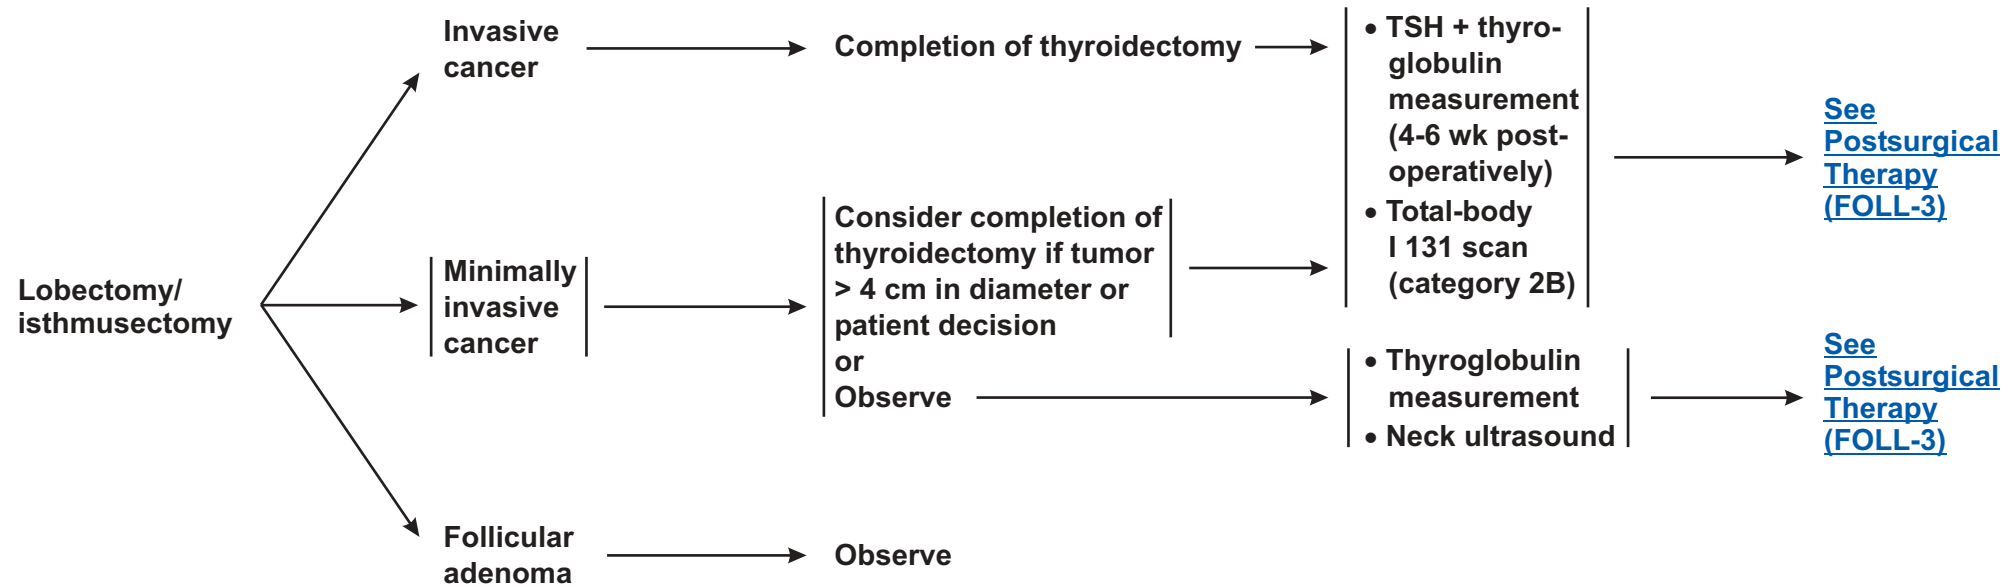 Lobectomy/
isthmusectomy
Invasive
cancer
Completion of thyroidectomy
• TSH + thyro-
globulin
measurement
(4-6 wk post-
operatively)
• Total-body
I 131 scan
(category 2B)
See
Postsurgical
Therapy
(FOLL-3)
Minimally
invasive
cancer
Consider completion of
thyroidectomy if tumor
> 4 cm in diameter or
patient decision
or
Observe
• Thyroglobulin
measurement
• Neck ultrasound
See
Postsurgical
Therapy
(FOLL-3)
Follicular
adenoma
Observe